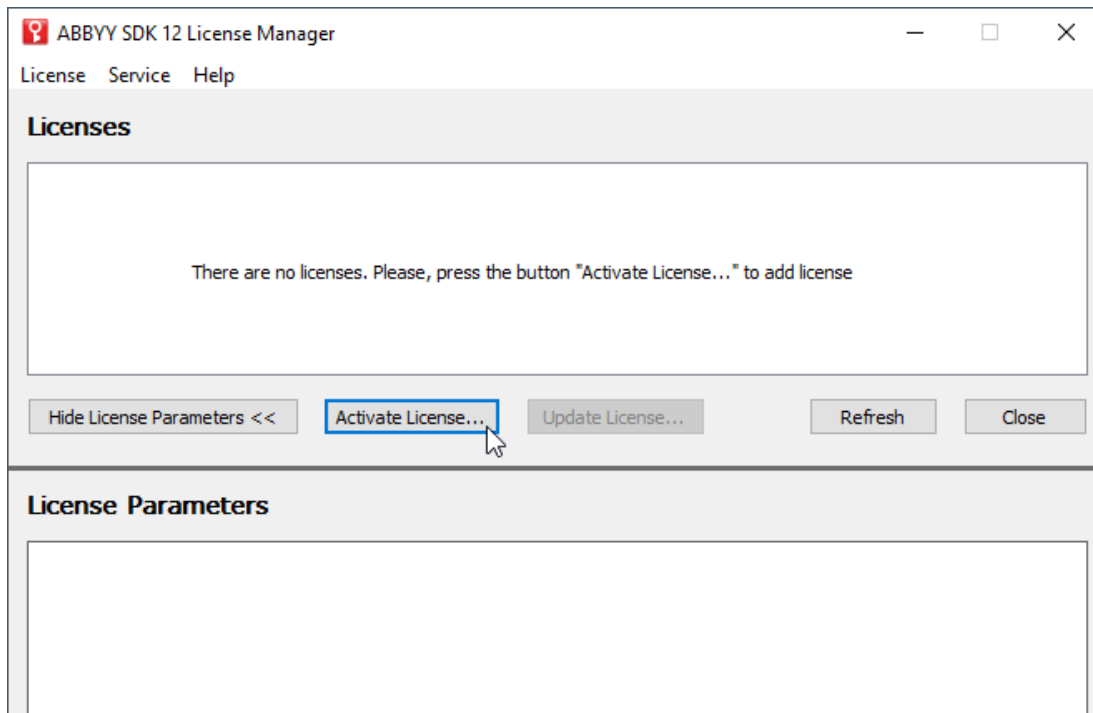 ABBYY SDK 12 License Manager
License Service Help
Licenses
There are no licenses. Please, press the button "Activate License..." to add license
Hide License Parameters << Activate License... Update License... Refresh Close
License Parameters